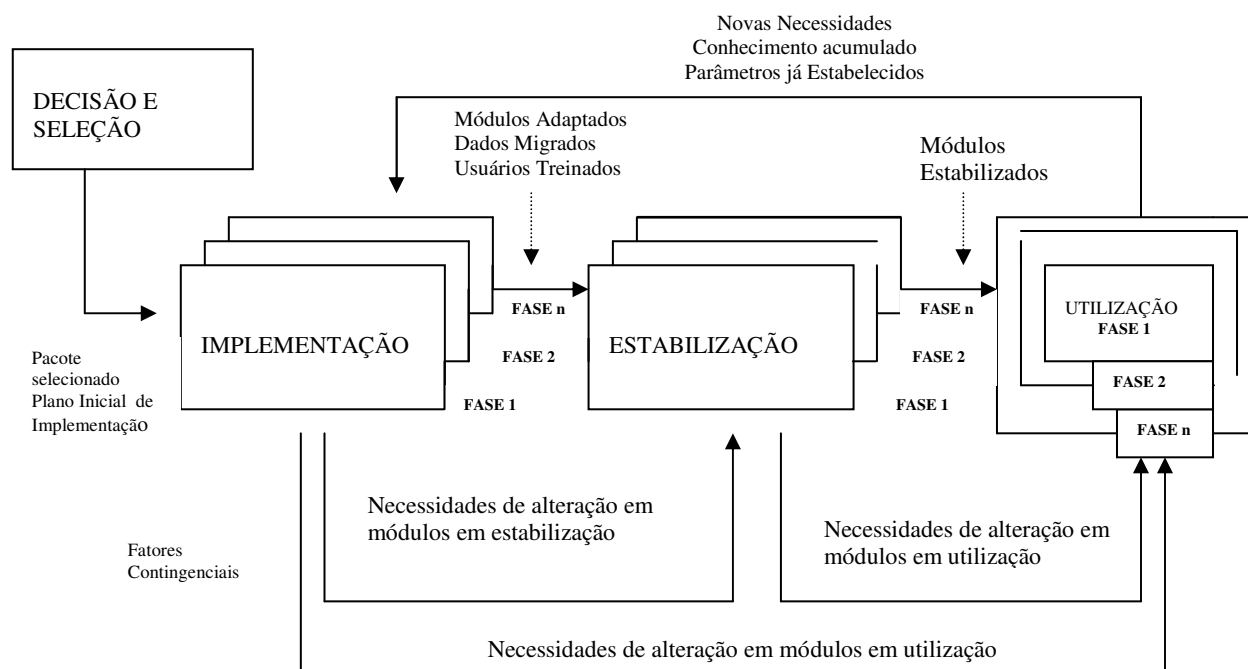 Novas Necessidades
Conhecimento acumulado
Parâmetros já Estabelecidos
DECISÃO E
SELEÇÃO
Módulos Adaptados
Dados Migrados
Usuários Treinados
Módulos
Estabilizados
IMPLEMENTAÇÃO
FASE n
FASE 2
FASE 1
ESTABILIZAÇÃO
FASE n
FASE 2
FASE 1
UTILIZAÇÃO
FASE 1
FASE 2
FASE n
Pacote
selecionado
Plano Inicial de
Implementação
Necessidades de alteração em
módulos em estabilização
Necessidades de alteração em
módulos em utilização
Fatores
Contingenciais
Necessidades de alteração em módulos em utilização